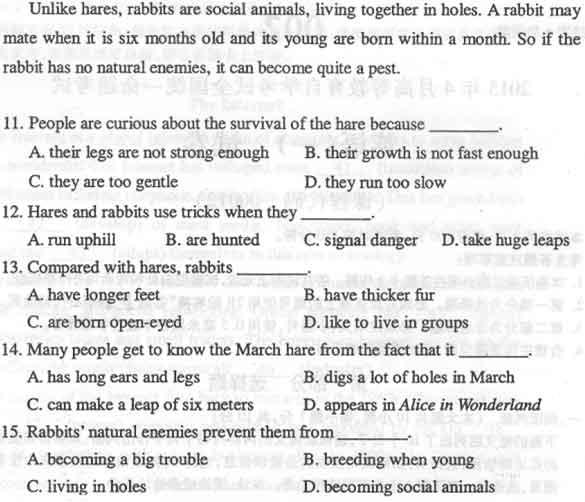 Unlike hares, rabbits are social animals, living together in holes. A rabbit may
mate when it is six months old and its young are born within a month. So if the
rabbit has no natural enemies, it can become quite a pest.
11. People are curious about the survival of the hare because ________.
A. their legs are not strong enough B. their growth is not fast enough
C. they are too gentle D. they run too slow
12. Hares and rabbits use tricks when they ________.
A. run uphill B. are hunted C. signal danger D. take huge leaps
13. Compared with hares, rabbits ________.
A. have longer feet B. have thicker fur
C. are born open-eyed D. like to live in groups
14. Many people get to know the March hare from the fact that it ________.
A. has long ears and legs B. digs a lot of holes in March
C. can make a leap of six meters D. appears in Alice in Wonderland
15. Rabbits' natural enemies prevent them from ________.
A. becoming a big trouble B. breeding when young
C. living in holes D. becoming social animals